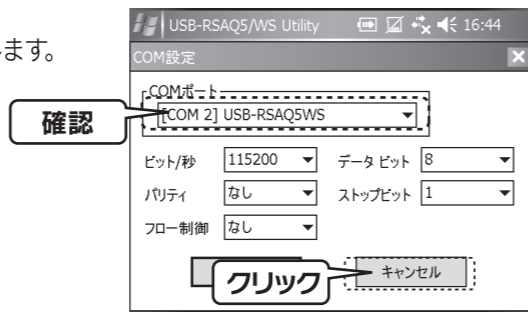 します。
USB-RSAQ5/WS Utility 16:44
COM設定
COMポート
[COM 2] USB-RSAQ5WS
確認
ビット/秒 115200 データ ビット 8
パリティ なし ストップビット 1
フロー制御 なし
クリック キャンセル